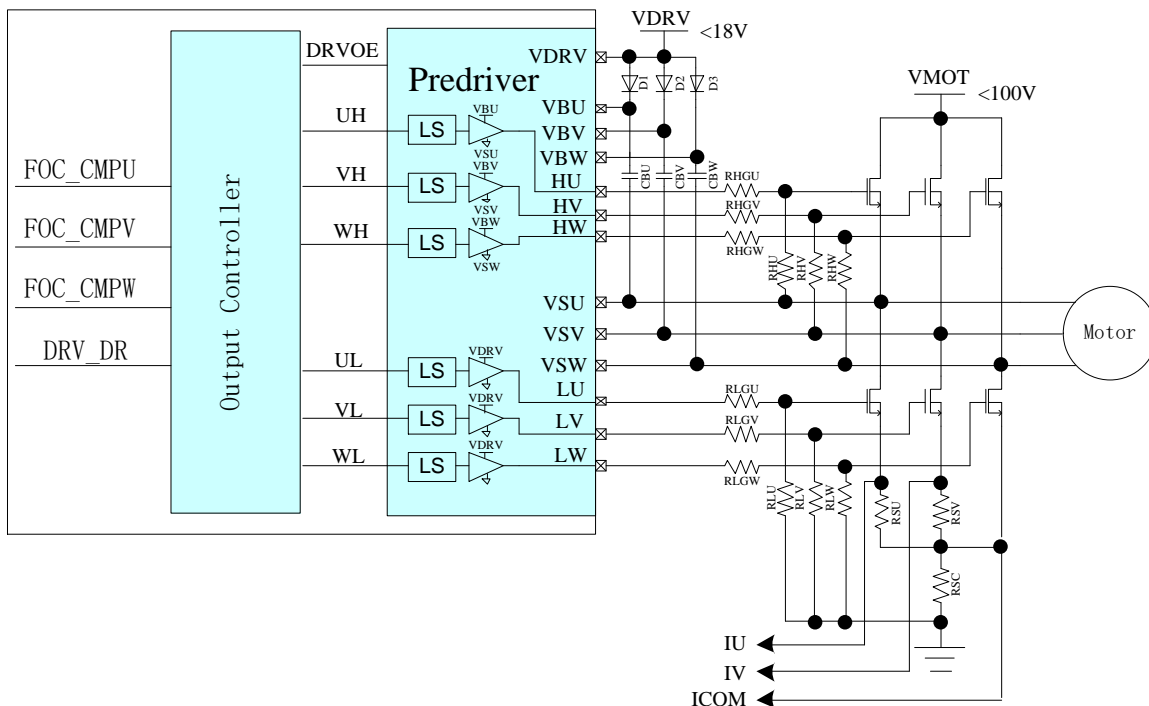 VDRV
<18V
DRVOE
VDRV
Predriver
D1
D2
D3
VMOT
<100V
VBU
VBU
UH
LS
VBV
VSU
VBW
VBV
FOC_CMPU
VH
LS
CBU
CBV
CBW
RHGU
HU
HV
RHGV
VSV
VBW
HW
FOC_CMPV
WH
LS
RHGW
VSW
RHU
RHV
RHW
Output Controller
FOC_CMPW
VSU
VSV
Motor
DRV_DR
VDRV
VSW
UL
LS
LU
RLGU
VDRV
VL
LS
LV
RLGV
VDRV
WL
LS
LW
RLGW
RLU
RLV
RLW
RSU
RSV
RSC
IU
IV
ICOM